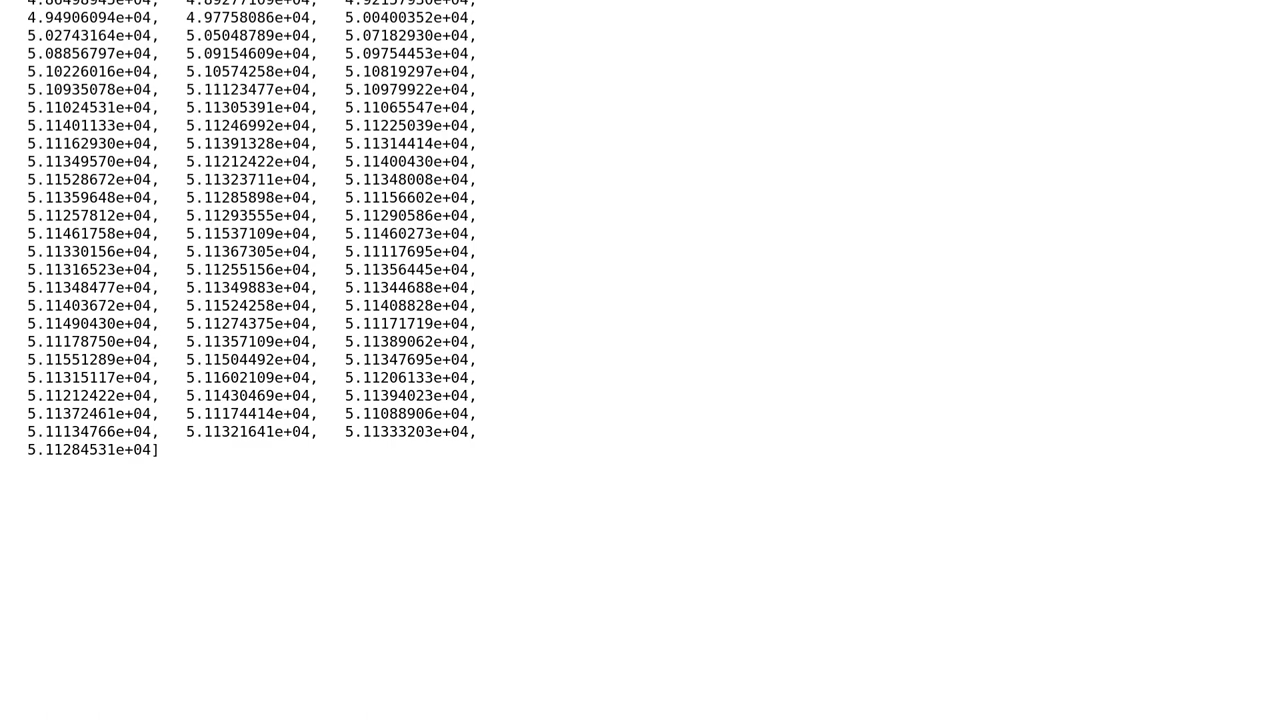 4.94906094e+04, 4.97758086e+04, 5.00400352e+04,
5.02743164e+04, 5.05048789e+04, 5.07182930e+04,
5.08856797e+04, 5.09154609e+04, 5.09754453e+04,
5.10226016e+04, 5.10574258e+04, 5.10819297e+04,
5.10935078e+04, 5.11123477e+04, 5.10979922e+04,
5.11024531e+04, 5.11305391e+04, 5.11065547e+04,
5.11401133e+04, 5.11246992e+04, 5.11225039e+04,
5.11162930e+04, 5.11391328e+04, 5.11314414e+04,
5.11349570e+04, 5.11212422e+04, 5.11400430e+04,
5.11528672e+04, 5.11323711e+04, 5.11348008e+04,
5.11359648e+04, 5.11285898e+04, 5.11156602e+04,
5.11257812e+04, 5.11293555e+04, 5.11290586e+04,
5.11461758e+04, 5.11537109e+04, 5.11460273e+04,
5.11330156e+04, 5.11367305e+04, 5.11117695e+04,
5.11316523e+04, 5.11255156e+04, 5.11356445e+04,
5.11348477e+04, 5.11349883e+04, 5.11344688e+04,
5.11403672e+04, 5.11524258e+04, 5.11408828e+04,
5.11490430e+04, 5.11274375e+04, 5.11171719e+04,
5.11178750e+04, 5.11357109e+04, 5.11389062e+04,
5.11551289e+04, 5.11504492e+04, 5.11347695e+04,
5.11315117e+04, 5.11602109e+04, 5.11206133e+04,
5.11212422e+04, 5.11430469e+04, 5.11394023e+04,
5.11372461e+04, 5.11174414e+04, 5.11088906e+04,
5.11134766e+04, 5.11321641e+04, 5.11333203e+04,
5.11284531e+04]